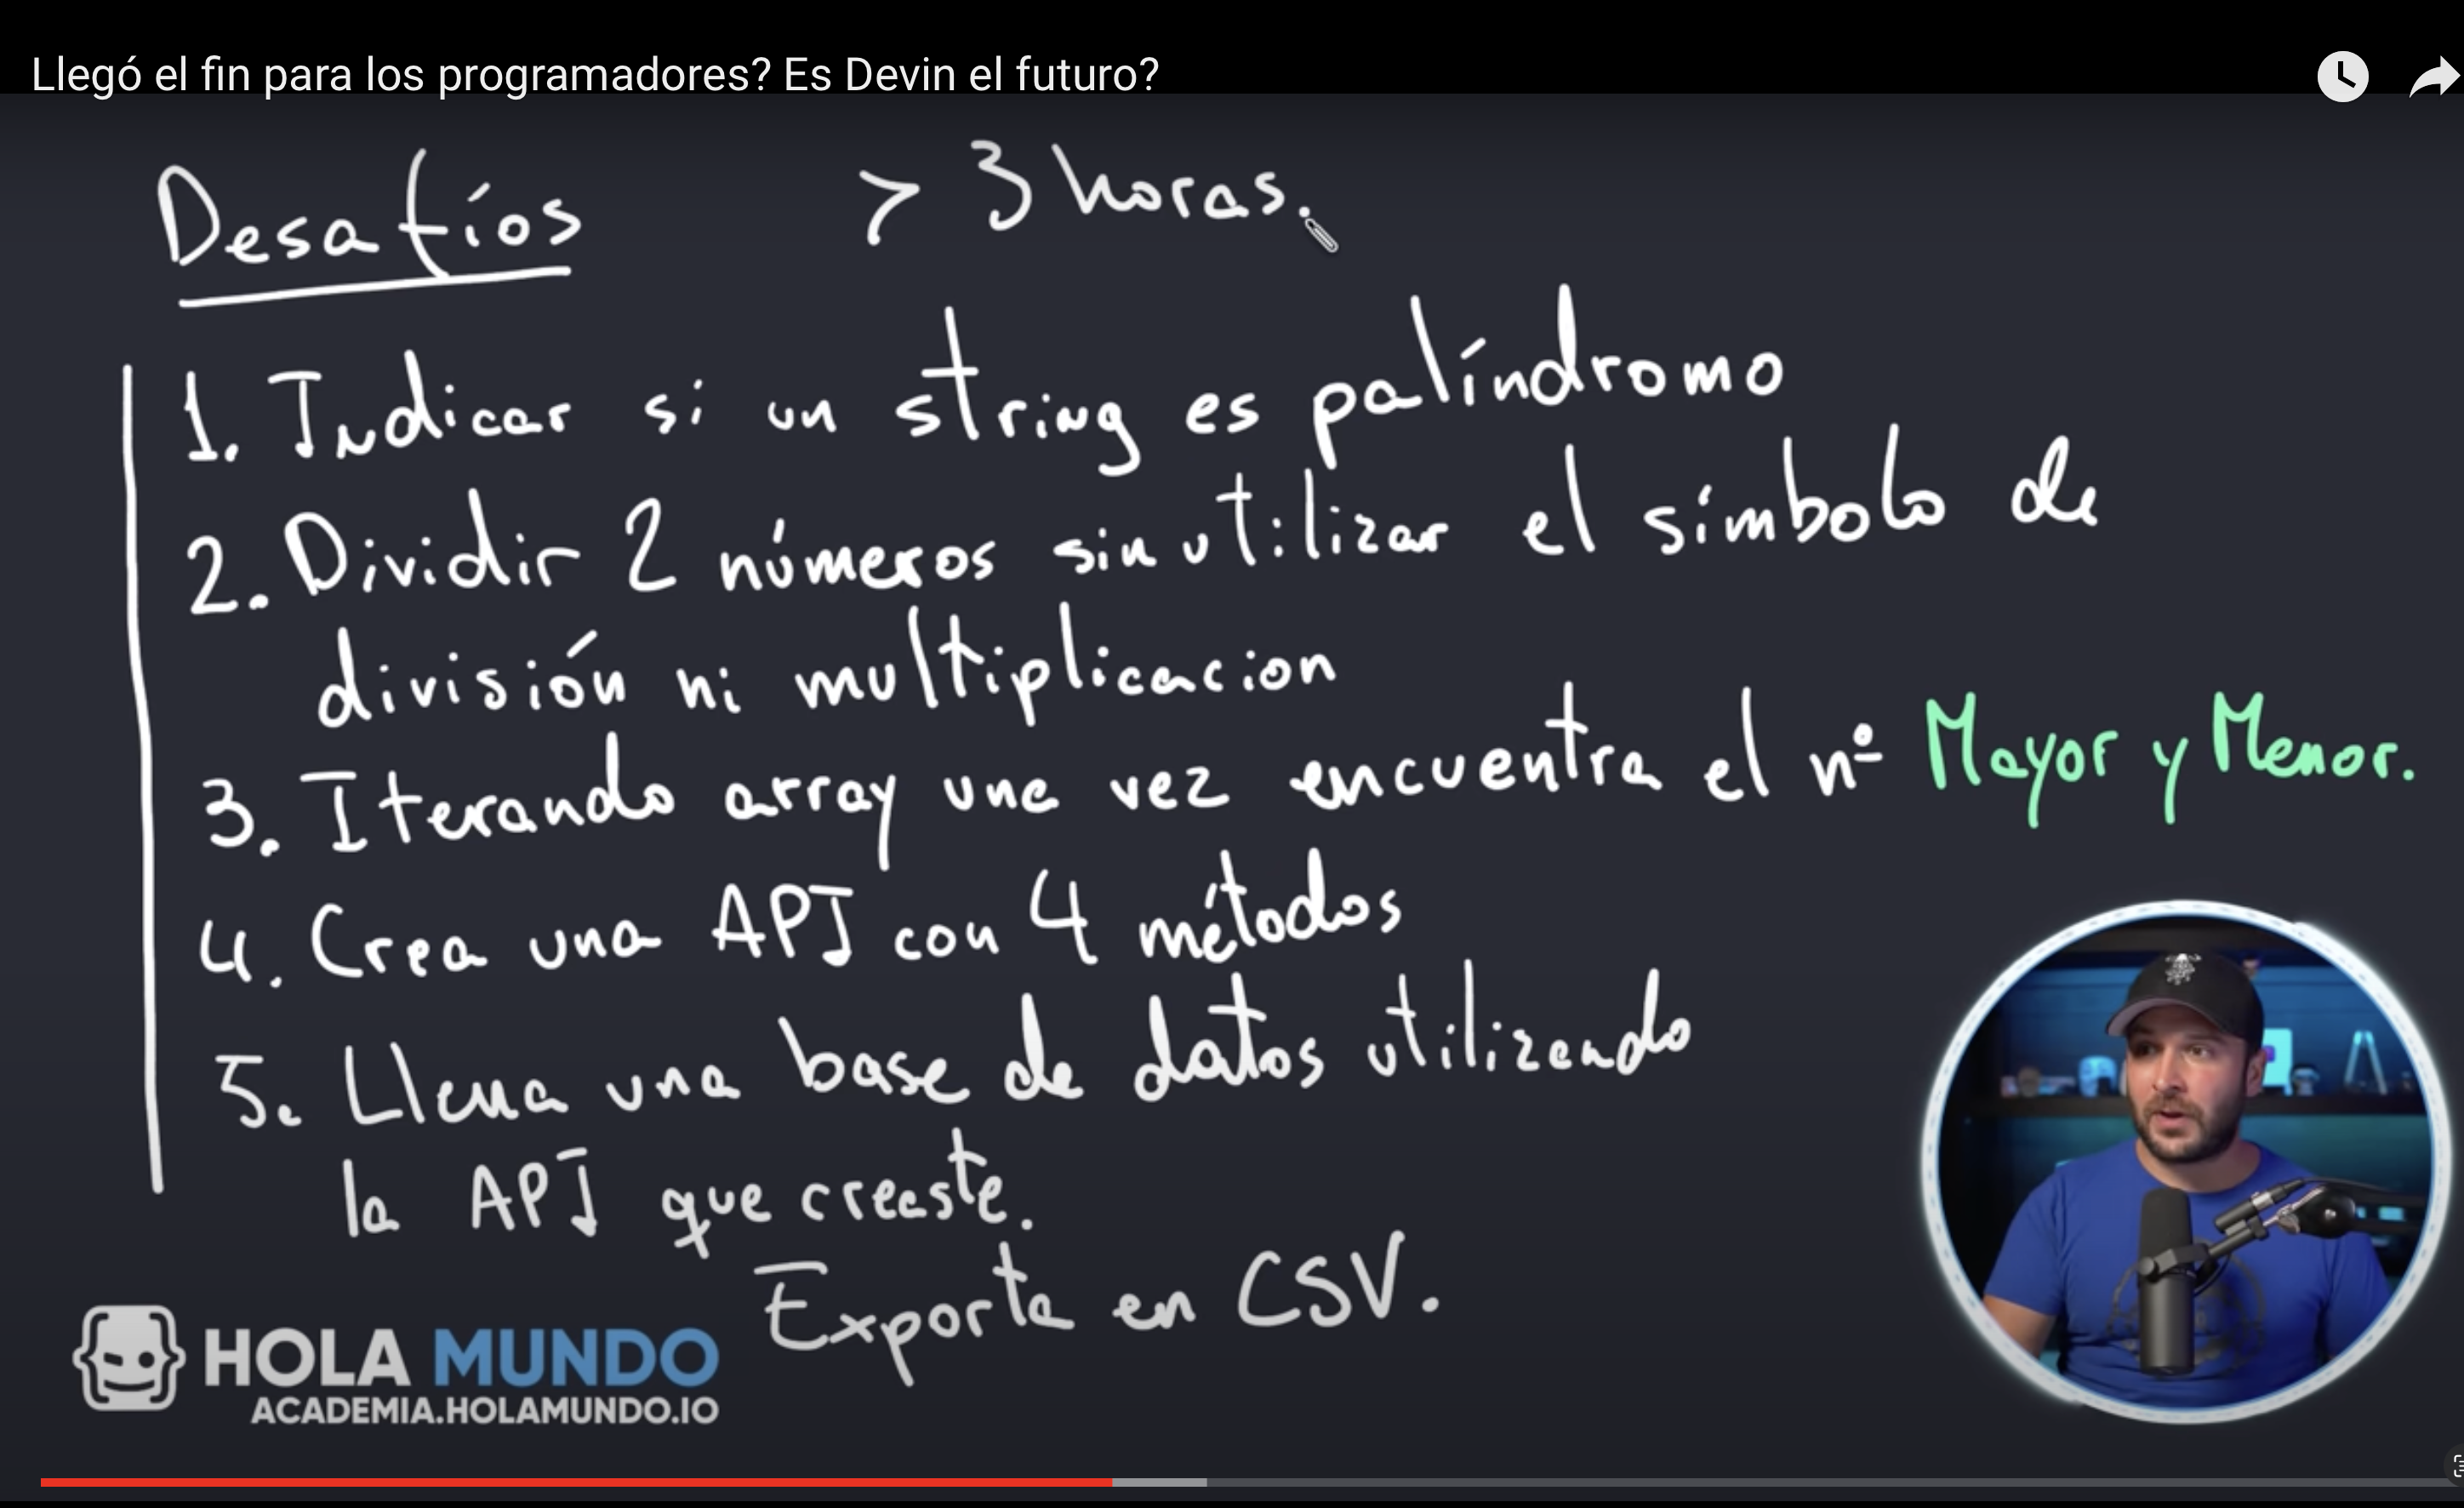 Llegó el fin para los programadores? Es Devin el futuro?
Desafíos > 3 horas.
1. Indicar si un string es palíndromo
2. Dividir 2 números sin utilizar el símbolo de
división ni multiplicacion
3. Iterando array una vez encuentra el nº Mayor y Menor.
4. Crea una API con 4 métodos
5. Llena una base de datos utilizando
la API que creaste.
Exporta en CSV.
HOLA MUNDO
ACADEMIA.HOLAMUNDO.IO